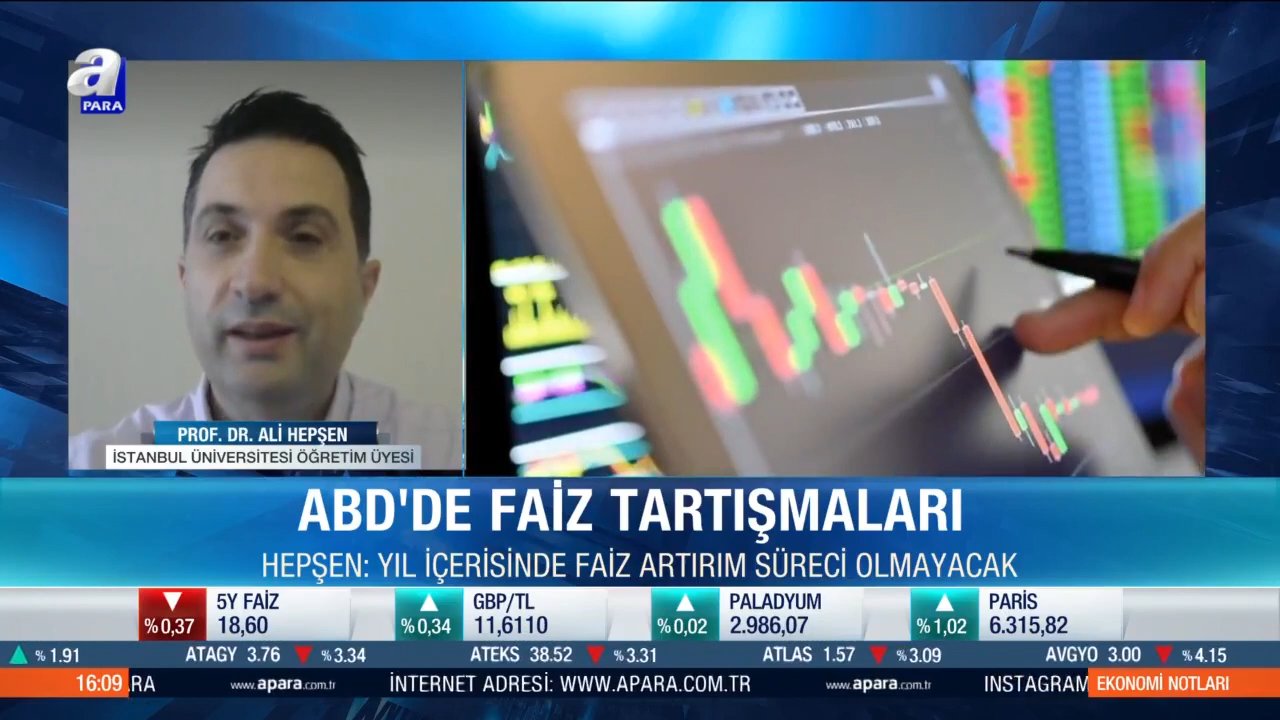 a
PARA
PROF. DR. ALİ HEPŞEN
İSTANBUL ÜNİVERSİTESİ ÖĞRETİM ÜYESİ
ABD'DE FAİZ TARTIŞMALARI
HEPŞEN: YIL İÇERİSİNDE FAİZ ARTIRIM SÜRECİ OLMAYACAK
%0,37 5Y FAİZ 18,60
%0,34 GBP/TL 11,6110
%0,02 PALADYUM 2.986,07
%1,02 PARİS 6.315,82
%1.91 ATAGY 3.76 %3.34 ATEKS 38.52 %3.31 ATLAS 1.57 %3.09 AVGYO 3.00 %4.15
16:09 RA www.apara.com.tr İNTERNET ADRESİ: WWW.APARA.COM.TR www.apara.com.tr INSTAGRAM EKONOMİ NOTLARI